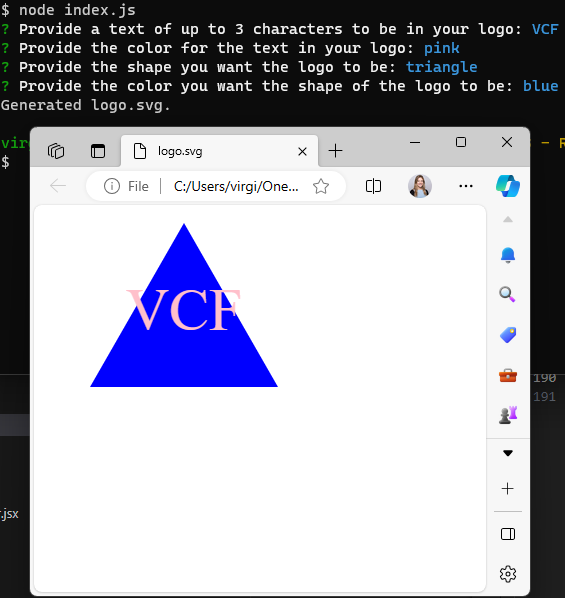 $ node index.js
? Provide a text of up to 3 characters to be in your logo: VCF
? Provide the color for the text in your logo: pink
? Provide the shape you want the logo to be: triangle
? Provide the color you want the shape of the logo to be: blue
Generated logo.svg.
$
logo.svg
File
C:/Users/virgi/One...
VCF
190
191
.jsx